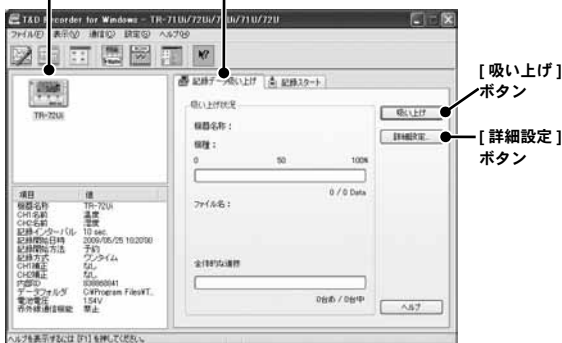 T&D Recorder for Windows - TR-71Ui/72Ui/71U/72U
ファイル(F) 表示(V) 通信(C) 設定(S) ヘルプ(H)
TR-72Ui
記録データ吸い上げ 記録スタート
吸い上げ状況
機器名称：
機種：
0 50 100%
0 / 0 Data
ファイル名：
全体的な進捗
0台め / 0台中
吸い上げ
詳細設定...
ヘルプ
[ 吸い上げ ]
ボタン
[ 詳細設定 ]
ボタン
項目 値
機器名称 TR-72Ui
CH1名前 温度
CH2名前 湿度
記録インターバル 10 sec.
記録開始日時 2009/05/25 10:20'00
記録開始方法 予約
記録方式 ワンタイム
CH1補正 なし
CH2補正 なし
内部ID
データフォルダ C:¥Program Files¥T...
電池電圧 1.54V
赤外線通信機能 禁止
ヘルプを表示するには [F1] を押してください。